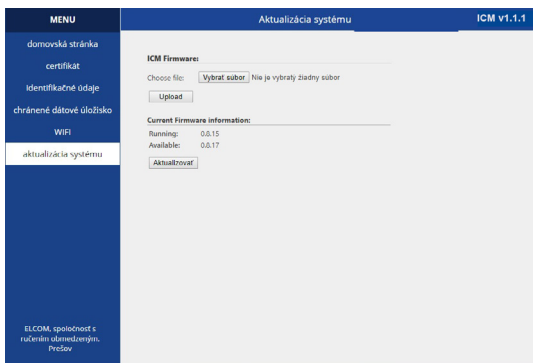 MENU
Aktualizácia systému
ICM v1.1.1
domovská stránka
certifikát
identifikačné údaje
chránené dátové úložisko
WIFI
aktualizácia systému
ICM Firmware:
Choose file: Vybrať súbor Nie je vybratý žiadny súbor
Upload
Current Firmware information:
Running: 0.0.15
Available: 0.0.17
Aktualizovať
ELCOM, spoločnosť s
ručením obmedzeným,
Prešov